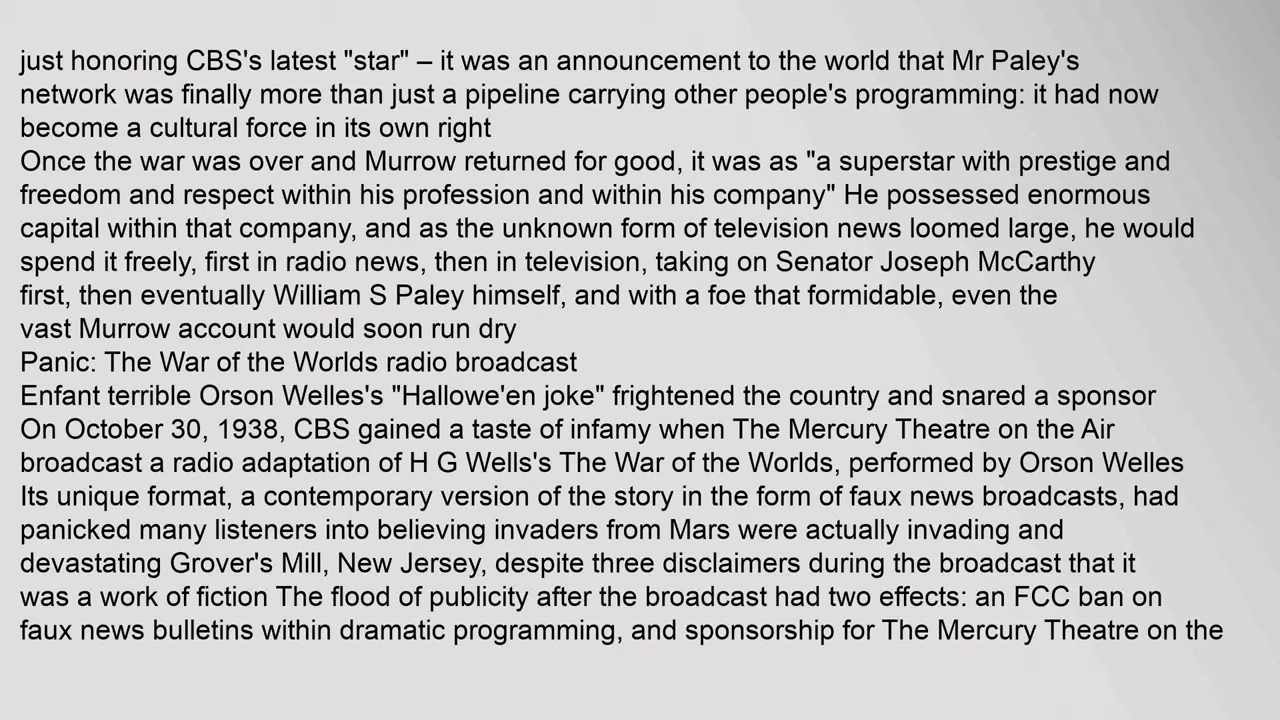 just honoring CBS's latest "star" – it was an announcement to the world that Mr Paley's
network was finally more than just a pipeline carrying other people's programming: it had now
become a cultural force in its own right
Once the war was over and Murrow returned for good, it was as "a superstar with prestige and
freedom and respect within his profession and within his company" He possessed enormous
capital within that company, and as the unknown form of television news loomed large, he would
spend it freely, first in radio news, then in television, taking on Senator Joseph McCarthy
first, then eventually William S Paley himself, and with a foe that formidable, even the
vast Murrow account would soon run dry
Panic: The War of the Worlds radio broadcast
Enfant terrible Orson Welles's "Hallowe'en joke" frightened the country and snared a sponsor
On October 30, 1938, CBS gained a taste of infamy when The Mercury Theatre on the Air
broadcast a radio adaptation of H G Wells's The War of the Worlds, performed by Orson Welles
Its unique format, a contemporary version of the story in the form of faux news broadcasts, had
panicked many listeners into believing invaders from Mars were actually invading and
devastating Grover's Mill, New Jersey, despite three disclaimers during the broadcast that it
was a work of fiction The flood of publicity after the broadcast had two effects: an FCC ban on
faux news bulletins within dramatic programming, and sponsorship for The Mercury Theatre on the